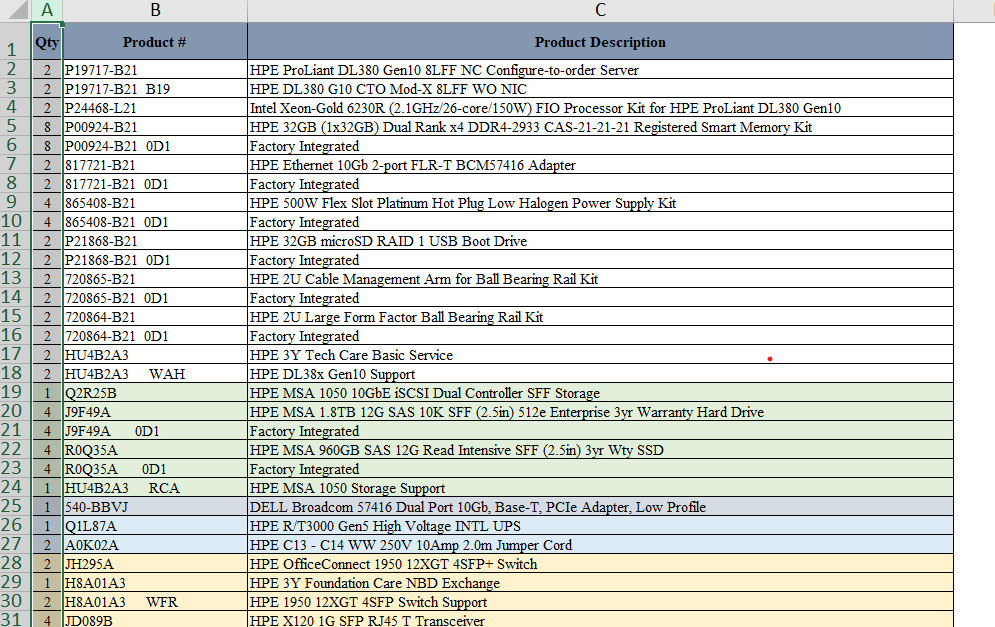 A B C
1 Qty Product # Product Description
2 2 P19717-B21 HPE ProLiant DL380 Gen10 8LFF NC Configure-to-order Server
3 2 P19717-B21 B19 HPE DL380 G10 CTO Mod-X 8LFF WO NIC
4 2 P24468-L21 Intel Xeon-Gold 6230R (2.1GHz/26-core/150W) FIO Processor Kit for HPE ProLiant DL380 Gen10
5 8 P00924-B21 HPE 32GB (1x32GB) Dual Rank x4 DDR4-2933 CAS-21-21-21 Registered Smart Memory Kit
6 8 P00924-B21 0D1 Factory Integrated
7 2 817721-B21 HPE Ethernet 10Gb 2-port FLR-T BCM57416 Adapter
8 2 817721-B21 0D1 Factory Integrated
9 4 865408-B21 HPE 500W Flex Slot Platinum Hot Plug Low Halogen Power Supply Kit
10 4 865408-B21 0D1 Factory Integrated
11 2 P21868-B21 HPE 32GB microSD RAID 1 USB Boot Drive
12 2 P21868-B21 0D1 Factory Integrated
13 2 720865-B21 HPE 2U Cable Management Arm for Ball Bearing Rail Kit
14 2 720865-B21 0D1 Factory Integrated
15 2 720864-B21 HPE 2U Large Form Factor Ball Bearing Rail Kit
16 2 720864-B21 0D1 Factory Integrated
17 2 HU4B2A3 HPE 3Y Tech Care Basic Service
18 2 HU4B2A3 WAH HPE DL38x Gen10 Support
19 1 Q2R25B HPE MSA 1050 10GbE iSCSI Dual Controller SFF Storage
20 4 J9F49A HPE MSA 1.8TB 12G SAS 10K SFF (2.5in) 512e Enterprise 3yr Warranty Hard Drive
21 4 J9F49A 0D1 Factory Integrated
22 4 R0Q35A HPE MSA 960GB SAS 12G Read Intensive SFF (2.5in) 3yr Wty SSD
23 4 R0Q35A 0D1 Factory Integrated
24 1 HU4B2A3 RCA HPE MSA 1050 Storage Support
25 1 540-BBVJ DELL Broadcom 57416 Dual Port 10Gb, Base-T, PCIe Adapter, Low Profile
26 1 Q1L87A HPE R/T3000 Gen5 High Voltage INTL UPS
27 2 A0K02A HPE C13 - C14 WW 250V 10Amp 2.0m Jumper Cord
28 2 JH295A HPE OfficeConnect 1950 12XGT 4SFP+ Switch
29 1 H8A01A3 HPE 3Y Foundation Care NBD Exchange
30 2 H8A01A3 WFR HPE 1950 12XGT 4SFP Switch Support
31 4 JD089B HPE X120 1G SFP RJ45 T Transceiver